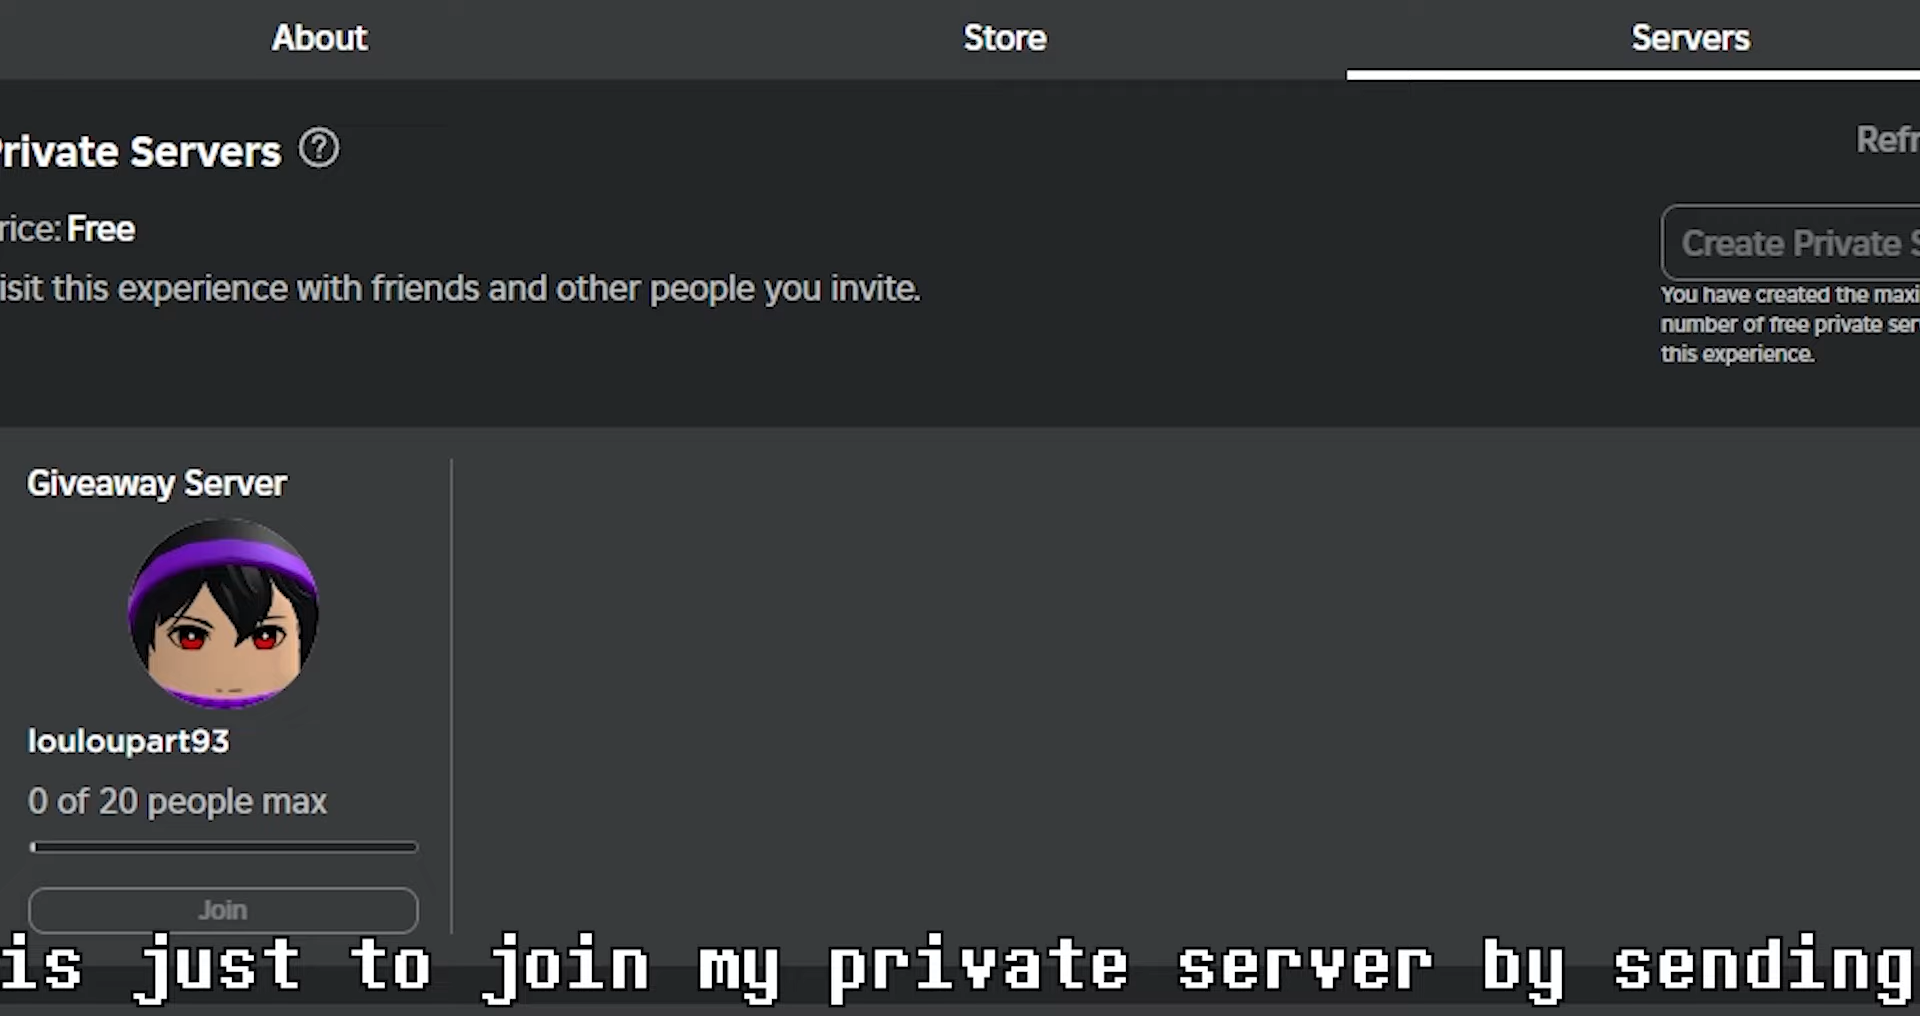 About
Store
Servers
rivate Servers
Refr
rice: Free
isit this experience with friends and other people you invite.
Create Private S
You have created the maxi
number of free private ser
this experience.
Giveaway Server
louloupart93
0 of 20 people max
Join
is just to join my private server by sending